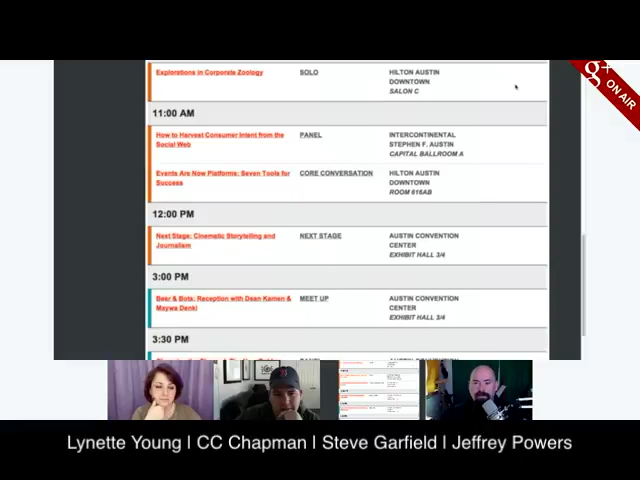 Explorations in Corporate Zoology
SOLO
HILTON AUSTIN
DOWNTOWN
SALON C
g+ ON AIR
11:00 AM
How to Harvest Consumer Intent from the
Social Web
PANEL
INTERCONTINENTAL
STEPHEN F. AUSTIN
CAPITAL BALLROOM A
Events Are Now Platforms: Seven Tools for
Success
CORE CONVERSATION
HILTON AUSTIN
DOWNTOWN
ROOM 616AB
12:00 PM
Next Stage: Cinematic Storytelling and
Journalism
NEXT STAGE
AUSTIN CONVENTION
CENTER
EXHIBIT HALL 3/4
3:00 PM
Beer & Bots: Reception with Dean Kamen &
Maywa Denki
MEET UP
AUSTIN CONVENTION
CENTER
EXHIBIT HALL 3/4
3:30 PM
Lynette Young | CC Chapman | Steve Garfield | Jeffrey Powers